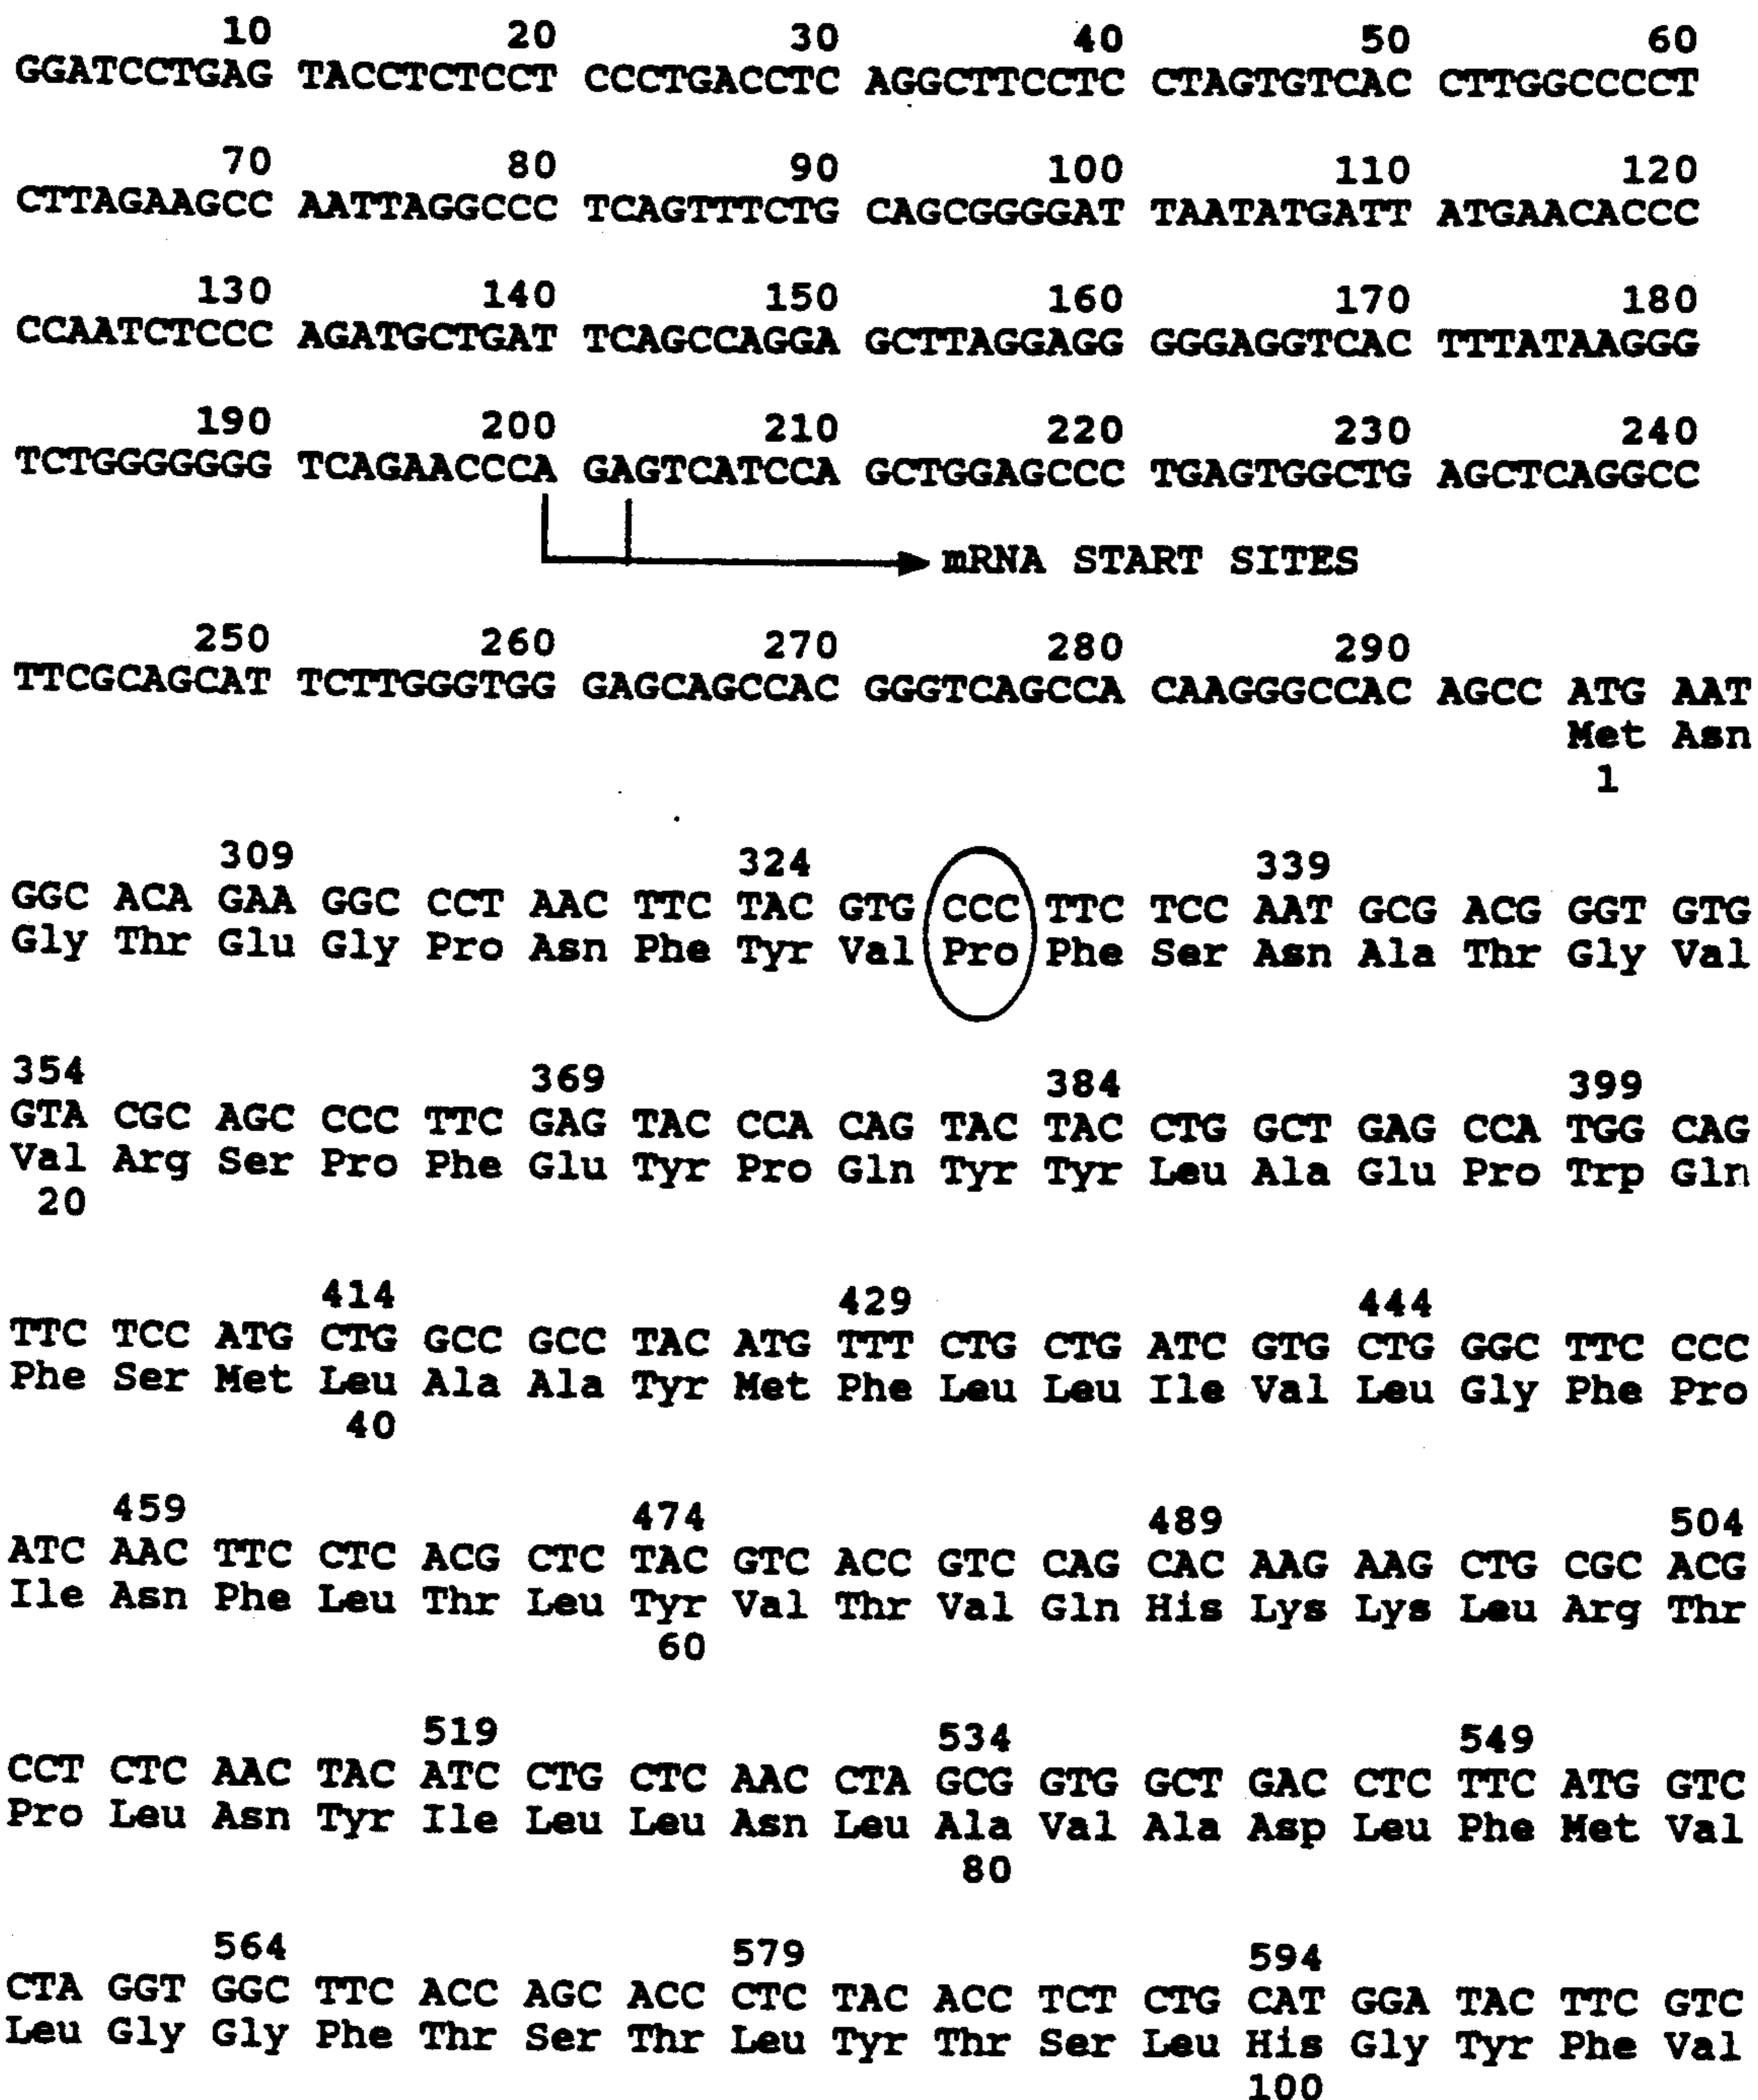 10 20 30 40 50 60
GGATCCTGAG TACCTCTCCT CCCTGACCTC AGGCTTCCTC CTAGTGTCAC CTTGGCCCCT
70 80 90 100 110 120
CTTAGAAGCC AATTAGGCCC TCAGTTTCTG CAGCGGGGAT TAATATGATT ATGAACACCC
130 140 150 160 170 180
CCAATCTCCC AGATGCTGAT TCAGCCAGGA GCTTAGGAGG GGGAGGTCAC TTTATAAGGG
190 200 210 220 230 240
TCTGGGGGGG TCAGAACCCA GAGTCATCCA GCTGGAGCCC TGAGTGGCTG AGCTCAGGCC
mRNA START SITES
250 260 270 280 290
TTCGCAGCAT TCTTGGGTGG GAGCAGCCAC GGGTCAGCCA CAAGGGCCAC AGCC ATG AAT
Met Asn
1
309 324 339
GGC ACA GAA GGC CCT AAC TTC TAC GTG CCC TTC TCC AAT GCG ACG GGT GTG
Gly Thr Glu Gly Pro Asn Phe Tyr Val Pro Phe Ser Asn Ala Thr Gly Val
354 369 384 399
GTA CGC AGC CCC TTC GAG TAC CCA CAG TAC TAC CTG GCT GAG CCA TGG CAG
Val Arg Ser Pro Phe Glu Tyr Pro Gln Tyr Tyr Leu Ala Glu Pro Trp Gln
20
414 429 444
TTC TCC ATG CTG GCC GCC TAC ATG TTT CTG CTG ATC GTG CTG GGC TTC CCC
Phe Ser Met Leu Ala Ala Tyr Met Phe Leu Leu Ile Val Leu Gly Phe Pro
40
459 474 489 504
ATC AAC TTC CTC ACG CTC TAC GTC ACC GTC CAG CAC AAG AAG CTG CGC ACG
Ile Asn Phe Leu Thr Leu Tyr Val Thr Val Gln His Lys Lys Leu Arg Thr
60
519 534 549
CCT CTC AAC TAC ATC CTG CTC AAC CTA GCG GTG GCT GAC CTC TTC ATG GTC
Pro Leu Asn Tyr Ile Leu Leu Asn Leu Ala Val Ala Asp Leu Phe Met Val
80
564 579 594
CTA GGT GGC TTC ACC AGC ACC CTC TAC ACC TCT CTG CAT GGA TAC TTC GTC
Leu Gly Gly Phe Thr Ser Thr Leu Tyr Thr Ser Leu His Gly Tyr Phe Val
100